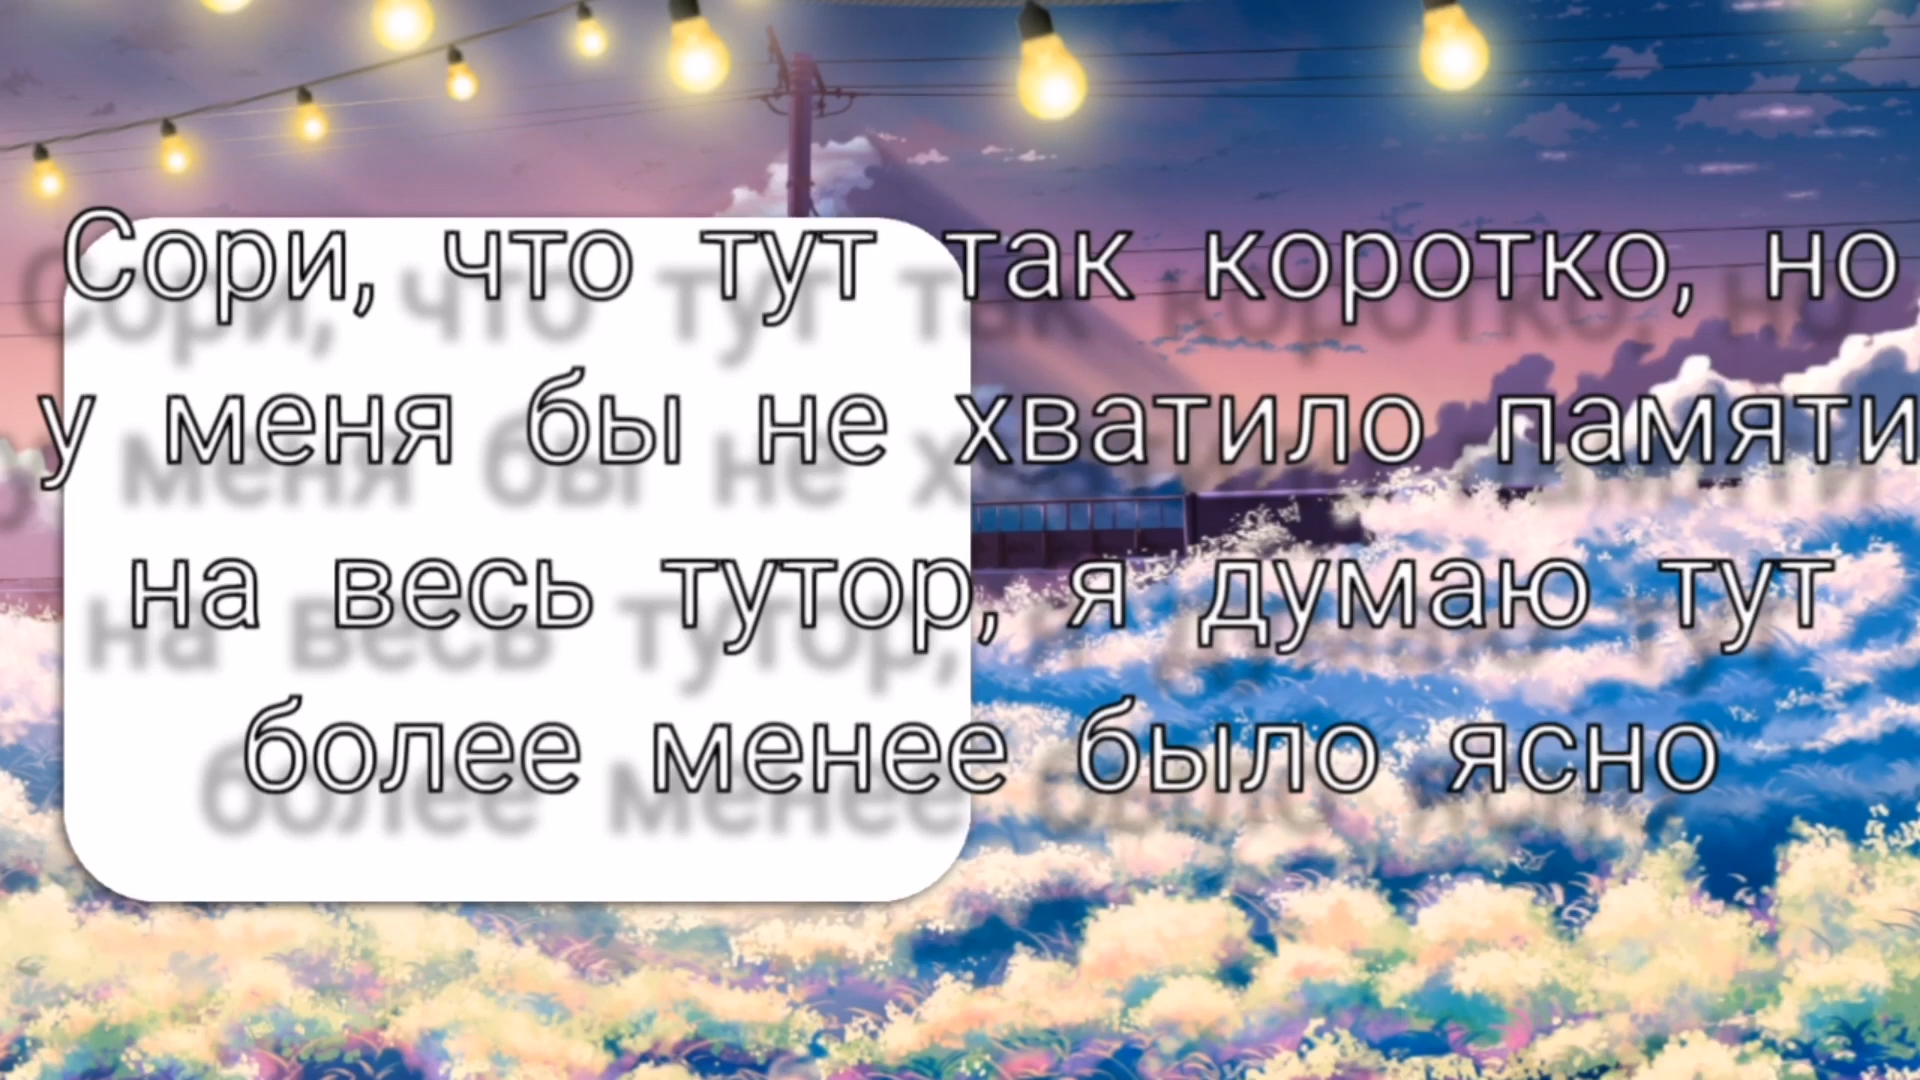 Сори, что тут так коротко, но
у меня бы не хватило памяти
на весь тутор, я думаю тут
более менее было ясно